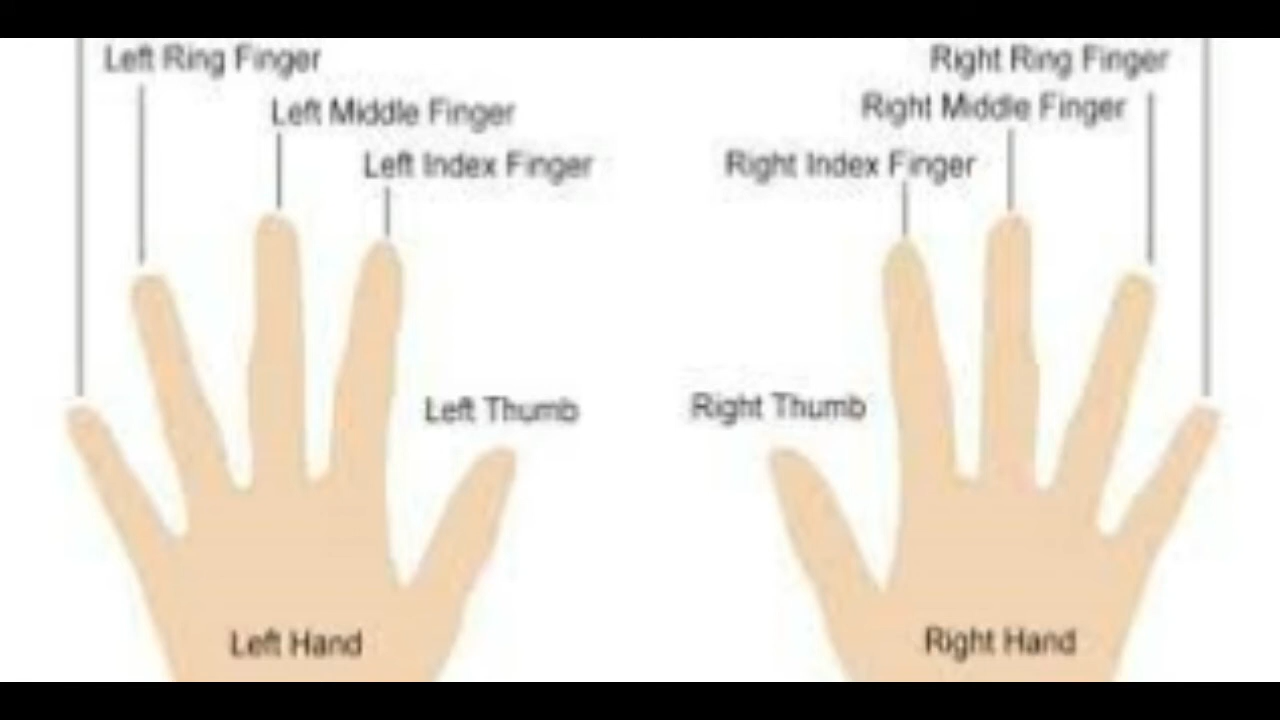 Left Ring Finger
Left Middle Finger
Left Index Finger
Left Thumb
Left Hand
Right Ring Finger
Right Middle Finger
Right Index Finger
Right Thumb
Right Hand